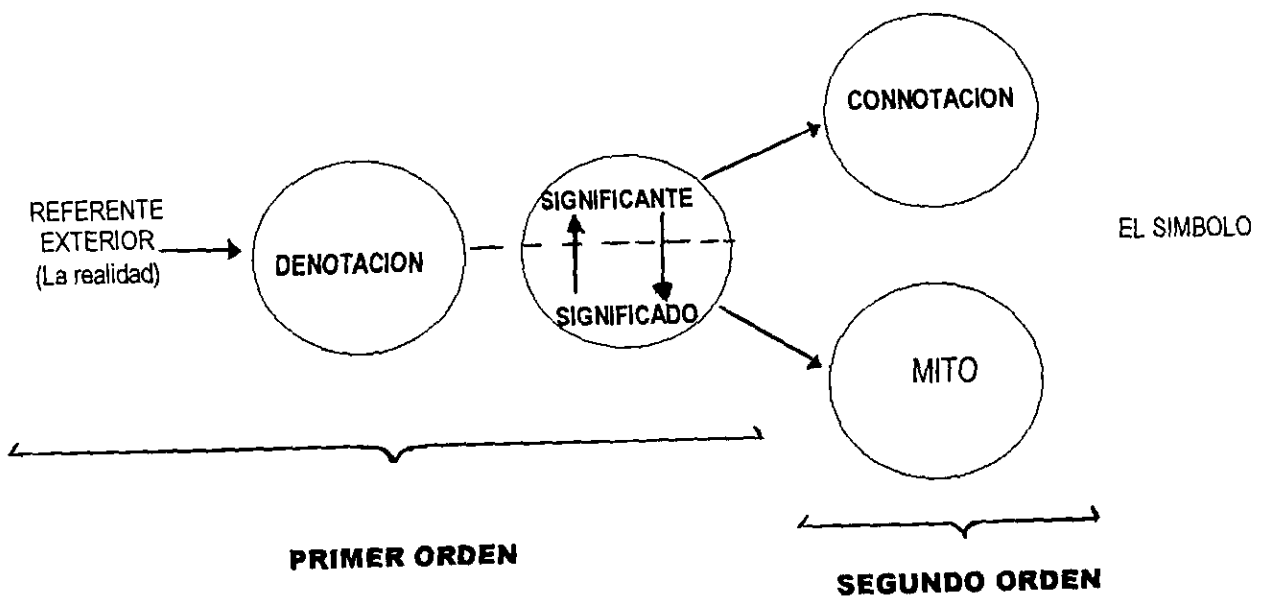 REFERENTE
EXTERIOR
(La realidad)
DENOTACION
SIGNIFICANTE
SIGNIFICADO
CONNOTACION
MITO
EL SIMBOLO
PRIMER ORDEN
SEGUNDO ORDEN